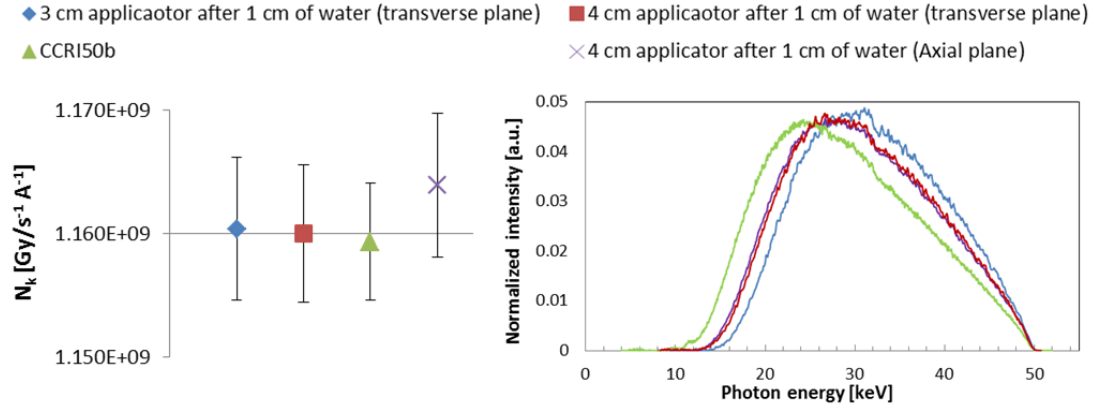 3 cm applicaotor after 1 cm of water (transverse plane)
4 cm applicaotor after 1 cm of water (transverse plane)
CCRI50b
4 cm applicator after 1 cm of water (Axial plane)
1.170E+09
1.160E+09
1.150E+09
Nk [Gy/s⁻¹ A⁻¹]
0.05
0.04
0.03
0.02
0.01
0
Normalized intensity [a.u.]
0 10 20 30 40 50
Photon energy [keV]